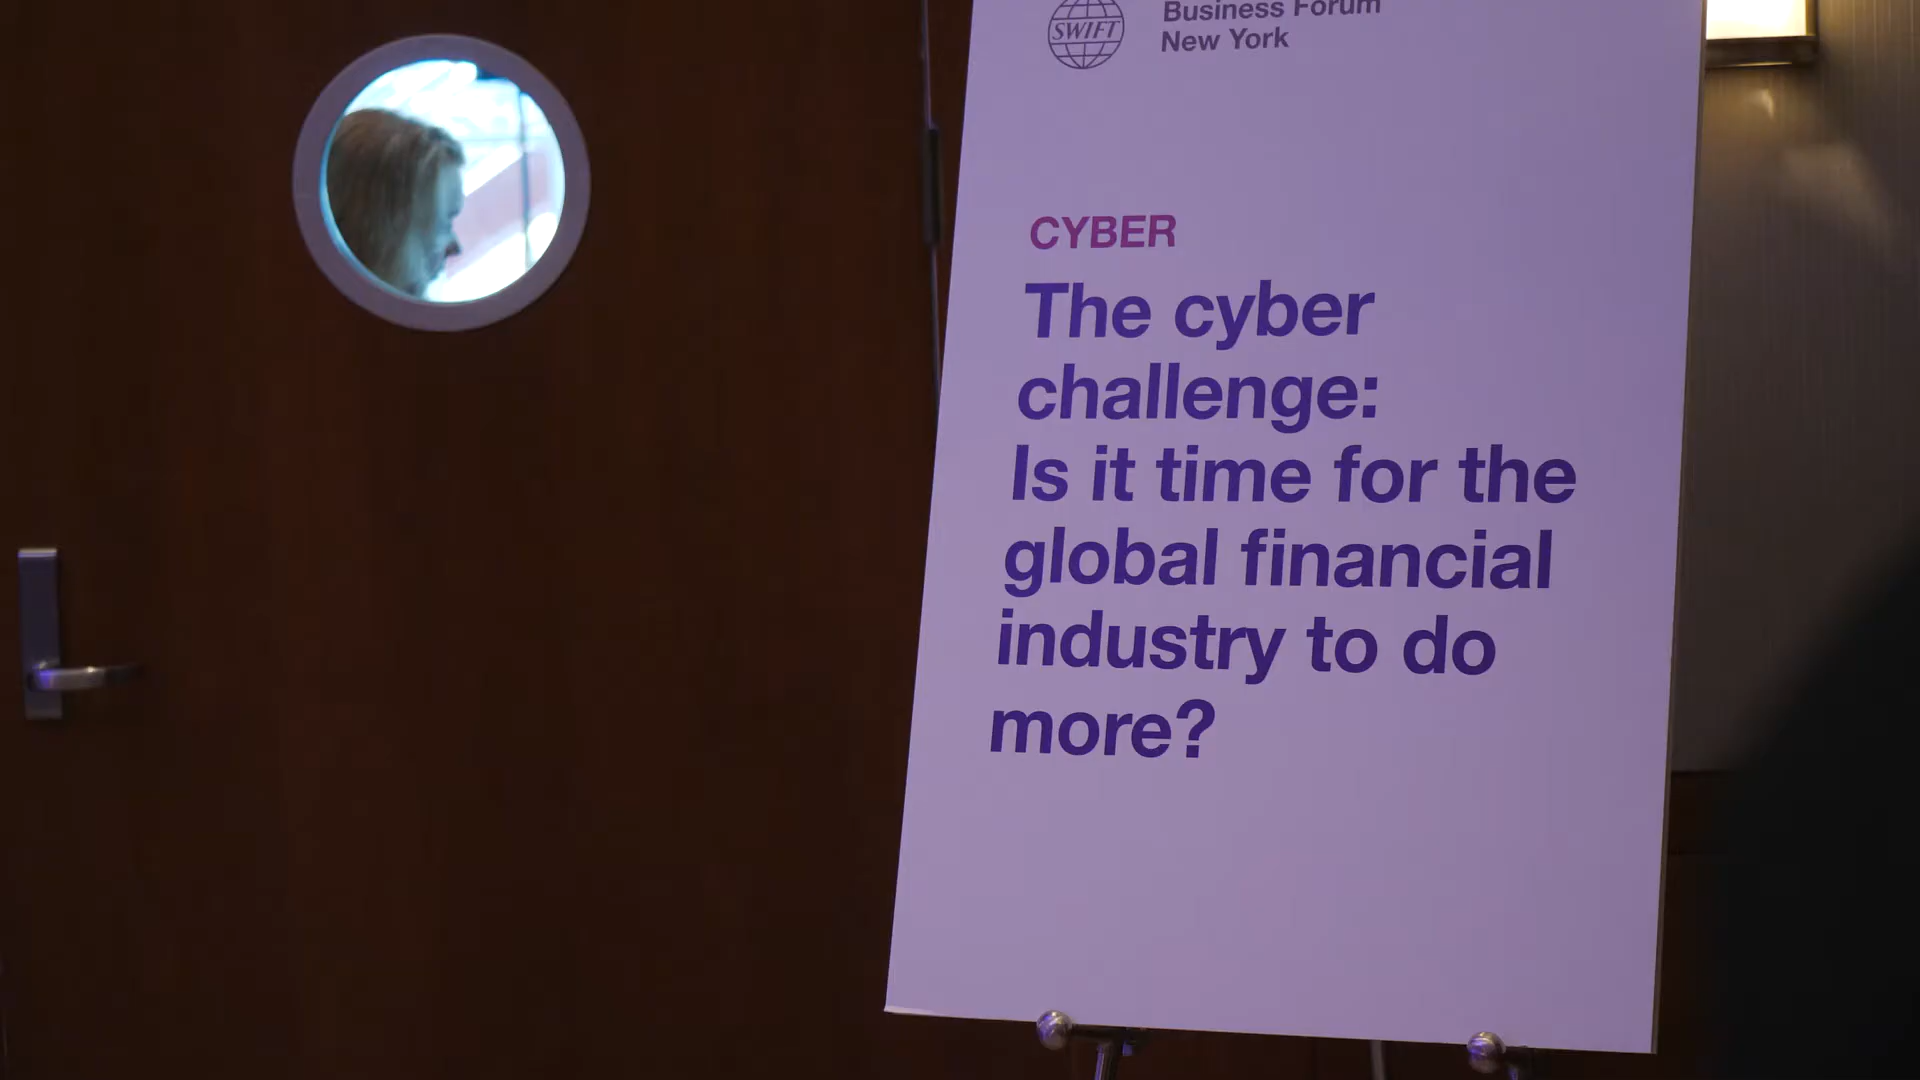 SWIFT
Business Forum
New York
CYBER
The cyber
challenge:
Is it time for the
global financial
industry to do
more?